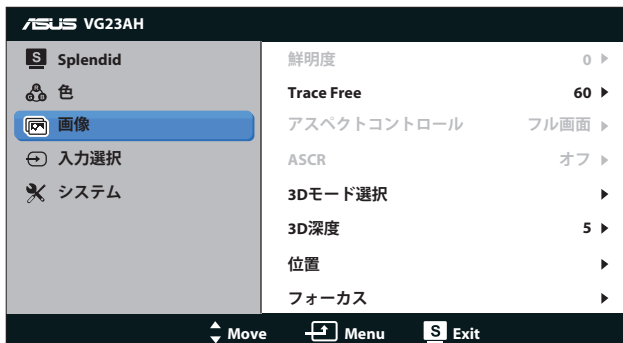 ASUS VG23AH
S Splendid
色
画像
入力選択
システム
鮮明度 0
Trace Free 60
アスペクトコントロール フル画面
ASCR オフ
3Dモード選択
3D深度 5
位置
フォーカス
Move Menu S Exit